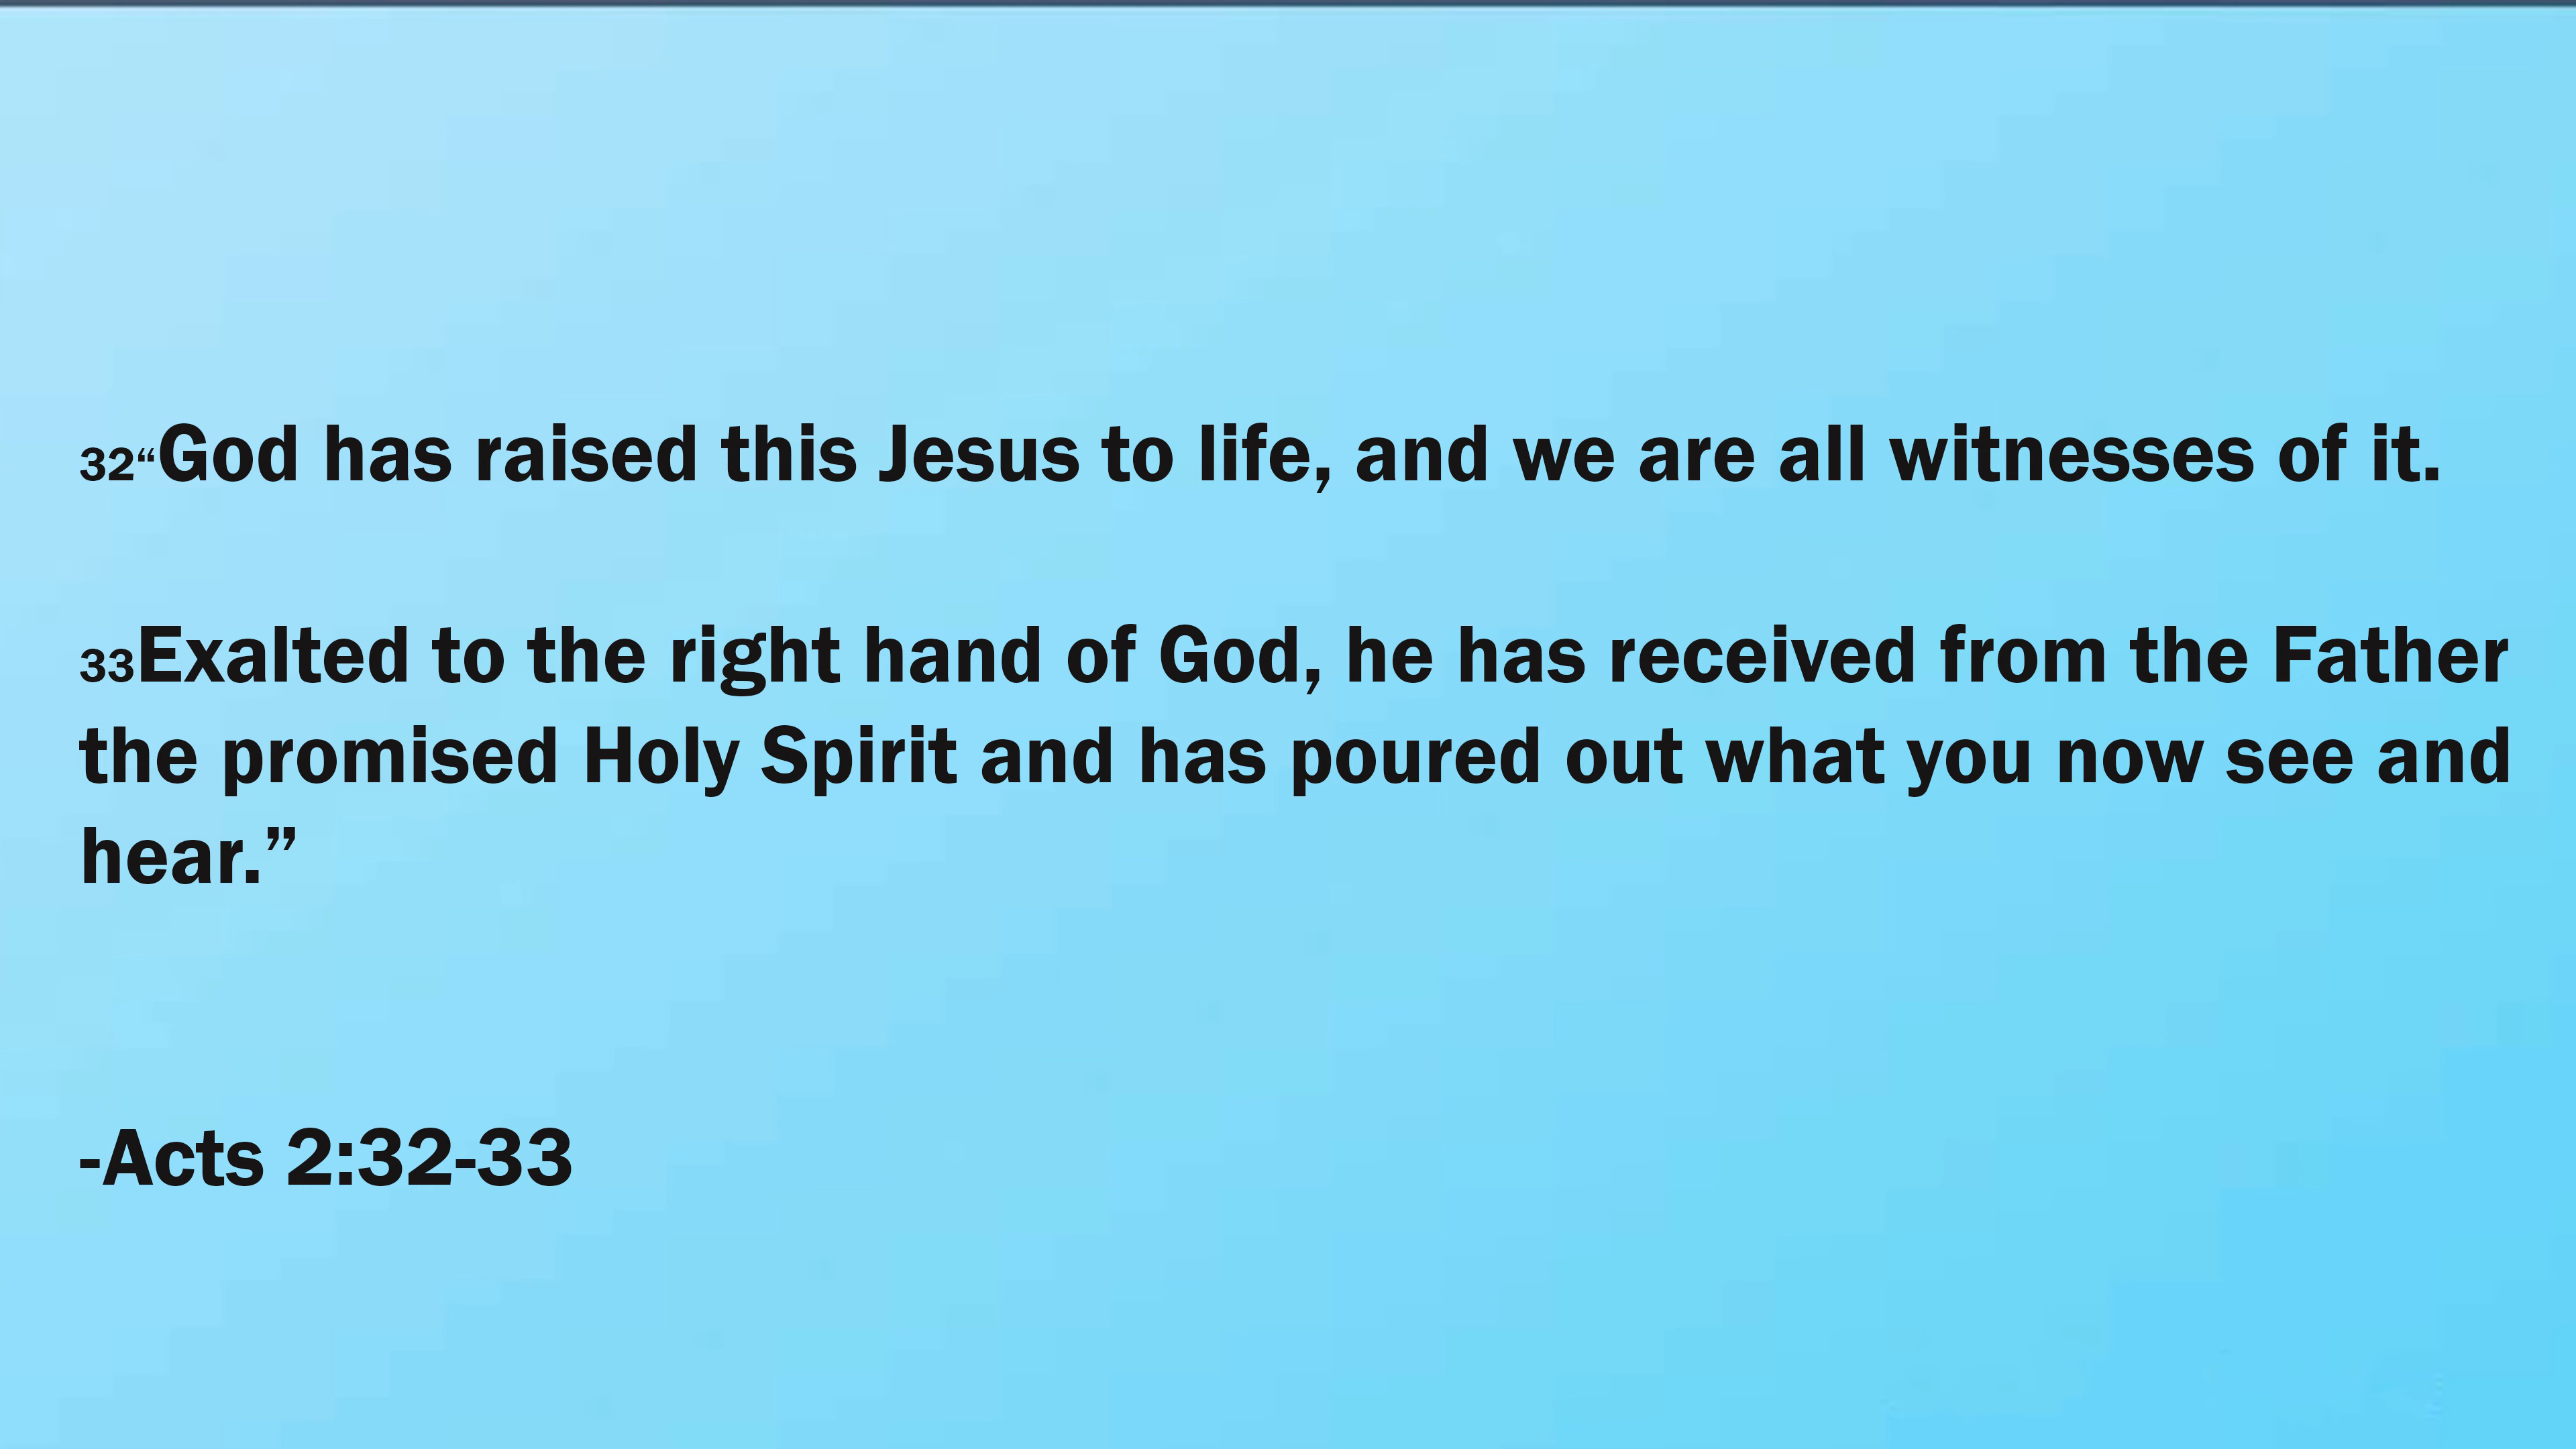 32“God has raised this Jesus to life, and we are all witnesses of it.
33Exalted to the right hand of God, he has received from the Father
the promised Holy Spirit and has poured out what you now see and
hear.”
-Acts 2:32-33